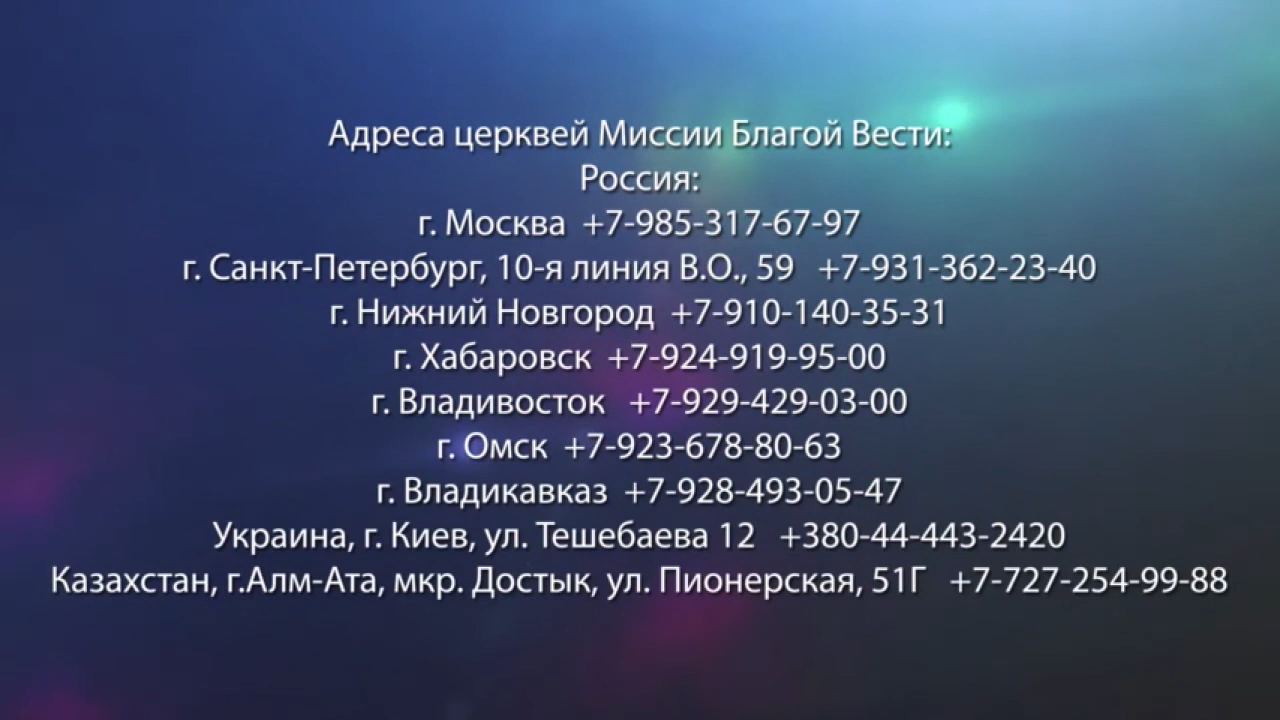 Адреса церквей Миссии Благой Вести:
Россия:
г. Москва +7-985-317-67-97
г. Санкт-Петербург, 10-я линия В.О., 59 +7-931-362-23-40
г. Нижний Новгород +7-910-140-35-31
г. Хабаровск +7-924-919-95-00
г. Владивосток +7-929-429-03-00
г. Омск +7-923-678-80-63
г. Владикавказ +7-928-493-05-47
Украина, г. Киев, ул. Тешебаева 12 +380-44-443-2420
Казахстан, г.Алм-Ата, мкр. Достык, ул. Пионерская, 51Г +7-727-254-99-88